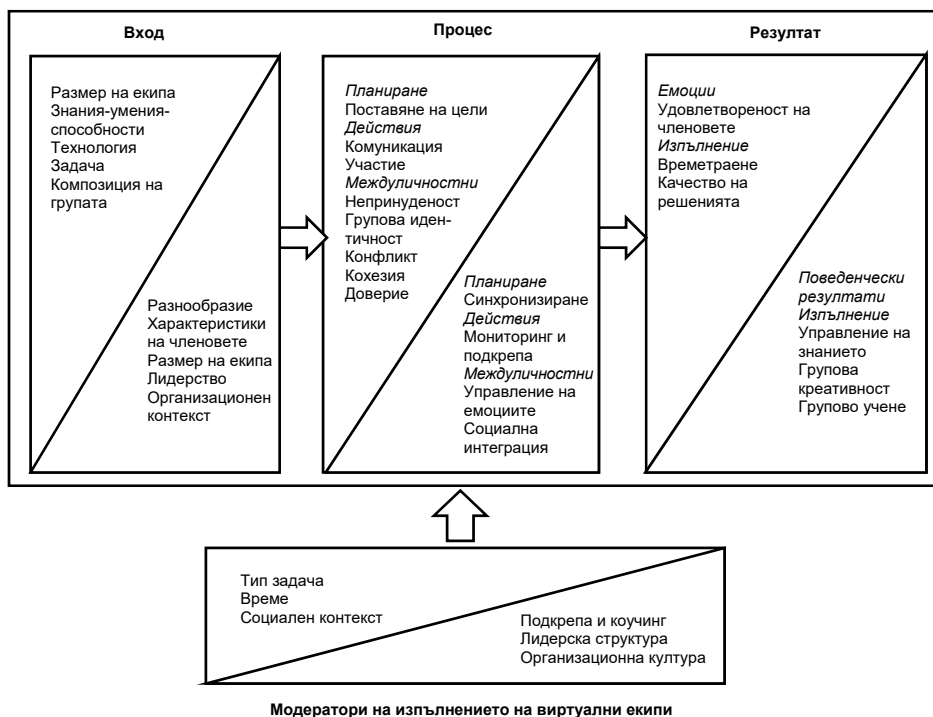 Вход
Размер на екипа
Знания-умения-
способности
Технология
Задача
Композиция на
групата
Разнообразие
Характеристики
на членовете
Размер на екипа
Лидерство
Организационен
контекст
Процес
Планиране
Поставяне на цели
Действия
Комуникация
Участие
Междуличностни
Непринуденост
Групова иден-
тичност
Конфликт
Кохезия
Доверие
Планиране
Синхронизиране
Действия
Мониторинг и
подкрепа
Междуличностни
Управление на
емоциите
Социална
интеграция
Резултат
Емоции
Удовлетвореност на
членовете
Изпълнение
Времетраене
Качество на
решенията
Поведенчески
резултати
Изпълнение
Управление на
знанието
Групова
креативност
Групово учене
Тип задача
Време
Социален контекст
Подкрепа и коучинг
Лидерска структура
Организационна култура
Модератори на изпълнението на виртуални екипи